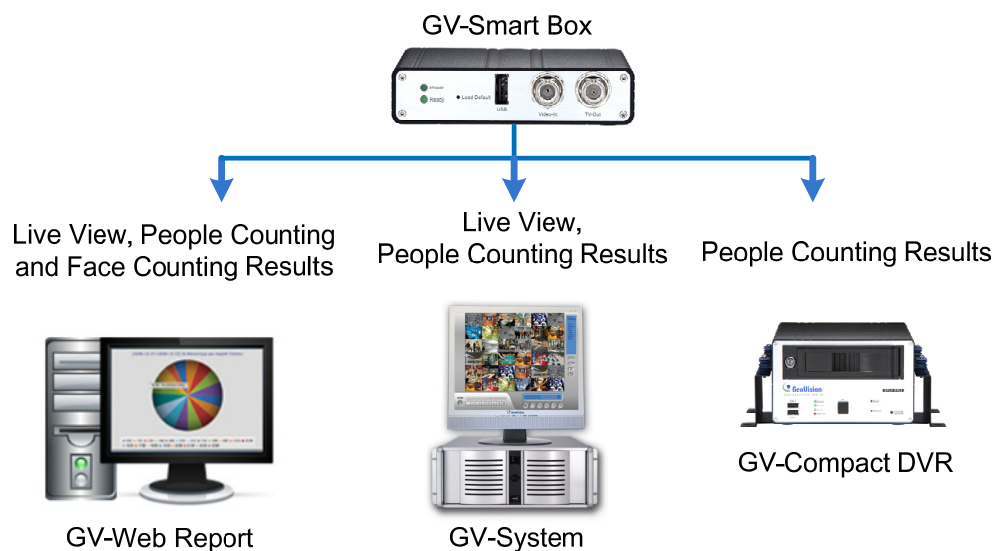 GV-Smart Box
Ready
Load Default
USB
Video-In
TV-Out
Live View, People Counting
and Face Counting Results
Live View,
People Counting Results
People Counting Results
GeoVision
GeoVision
GV-Compact DVR
GV-Web Report
GV-System